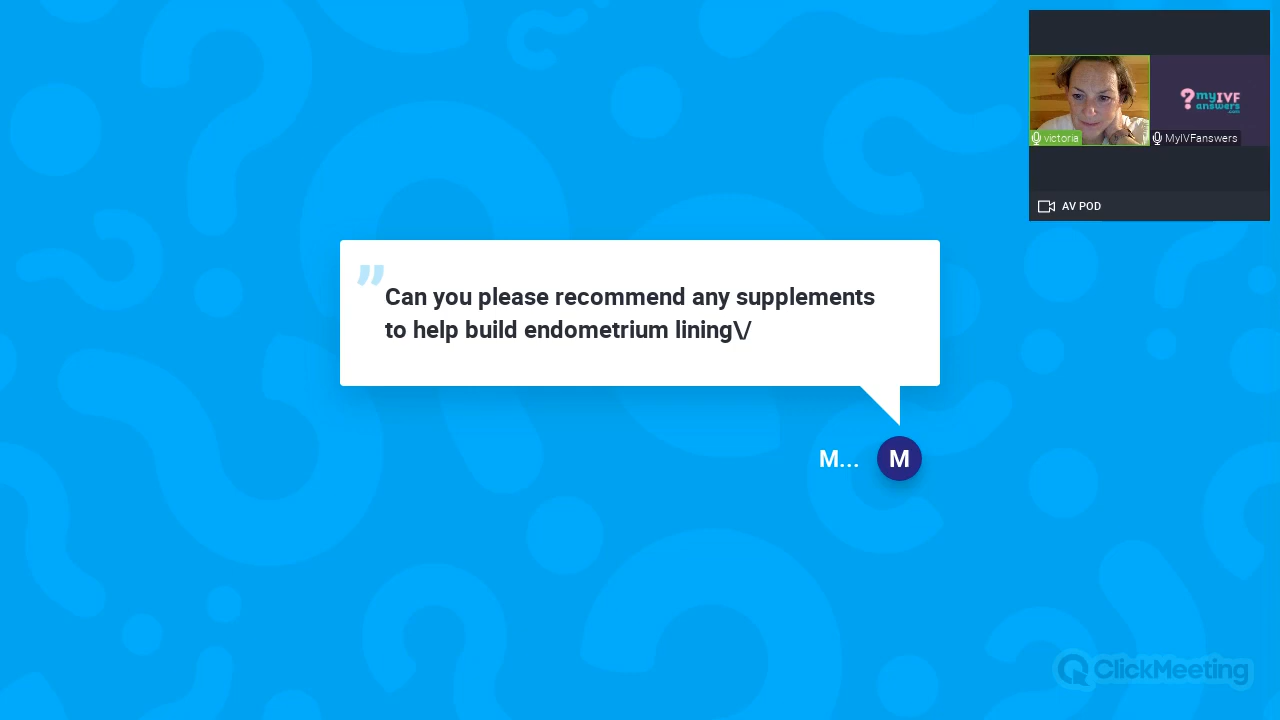 ?myIVF
answers
.com
victoria
MyIVFanswers
AV POD
”
Can you please recommend any supplements
to help build endometrium lining\/
M...
M
ClickMeeting